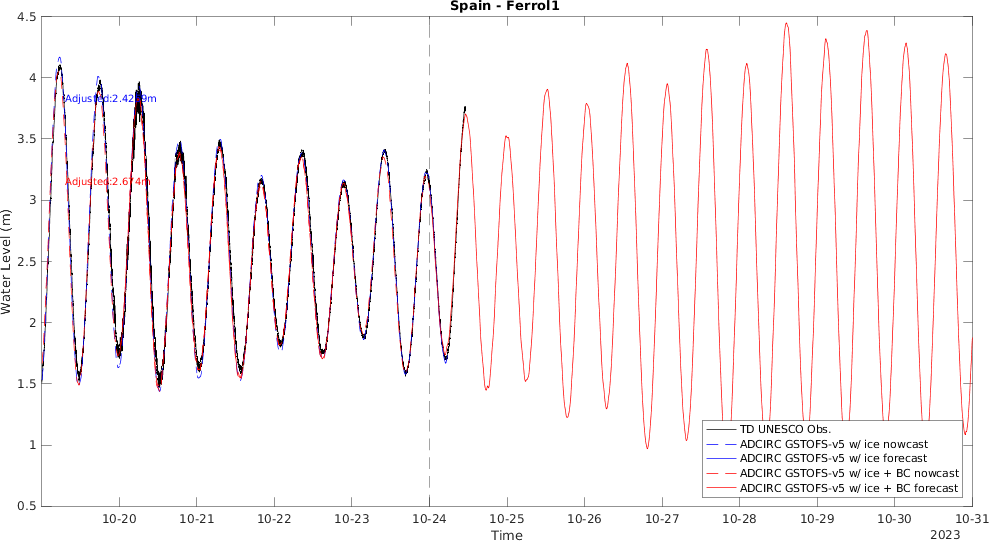 Spain - Ferrol1
Water Level (m)
4.5
4
3.5
3
2.5
2
1.5
1
0.5
Adjusted:2.674m
TD UNESCO Obs.
ADCIRC GSTOFS-v5 w/ ice nowcast
ADCIRC GSTOFS-v5 w/ ice forecast
ADCIRC GSTOFS-v5 w/ ice + BC nowcast
ADCIRC GSTOFS-v5 w/ ice + BC forecast
10-20 10-21 10-22 10-23 10-24 10-25 10-26 10-27 10-28 10-29 10-30 10-31
Time
2023